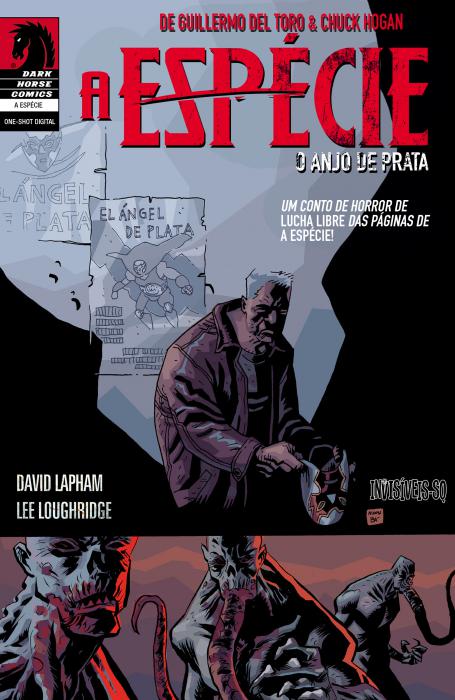 DE GUILLERMO DEL TORO & CHUCK HOGAN
A ESPÉCIE
O ANJO DE PRATA
DARK
HORSE
COMICS
A ESPÉCIE
ONE-SHOT DIGITAL
UM CONTO DE HORROR DE
LUCHA LIBRE DAS PÁGINAS DE
A ESPÉCIE!
EL ÁNGEL
DE PLATA
EL ÁNGEL
DE PLATA
DAVID LAPHAM
LEE LOUGHRIDGE
INVISÍVEIS-SQ
BÁ